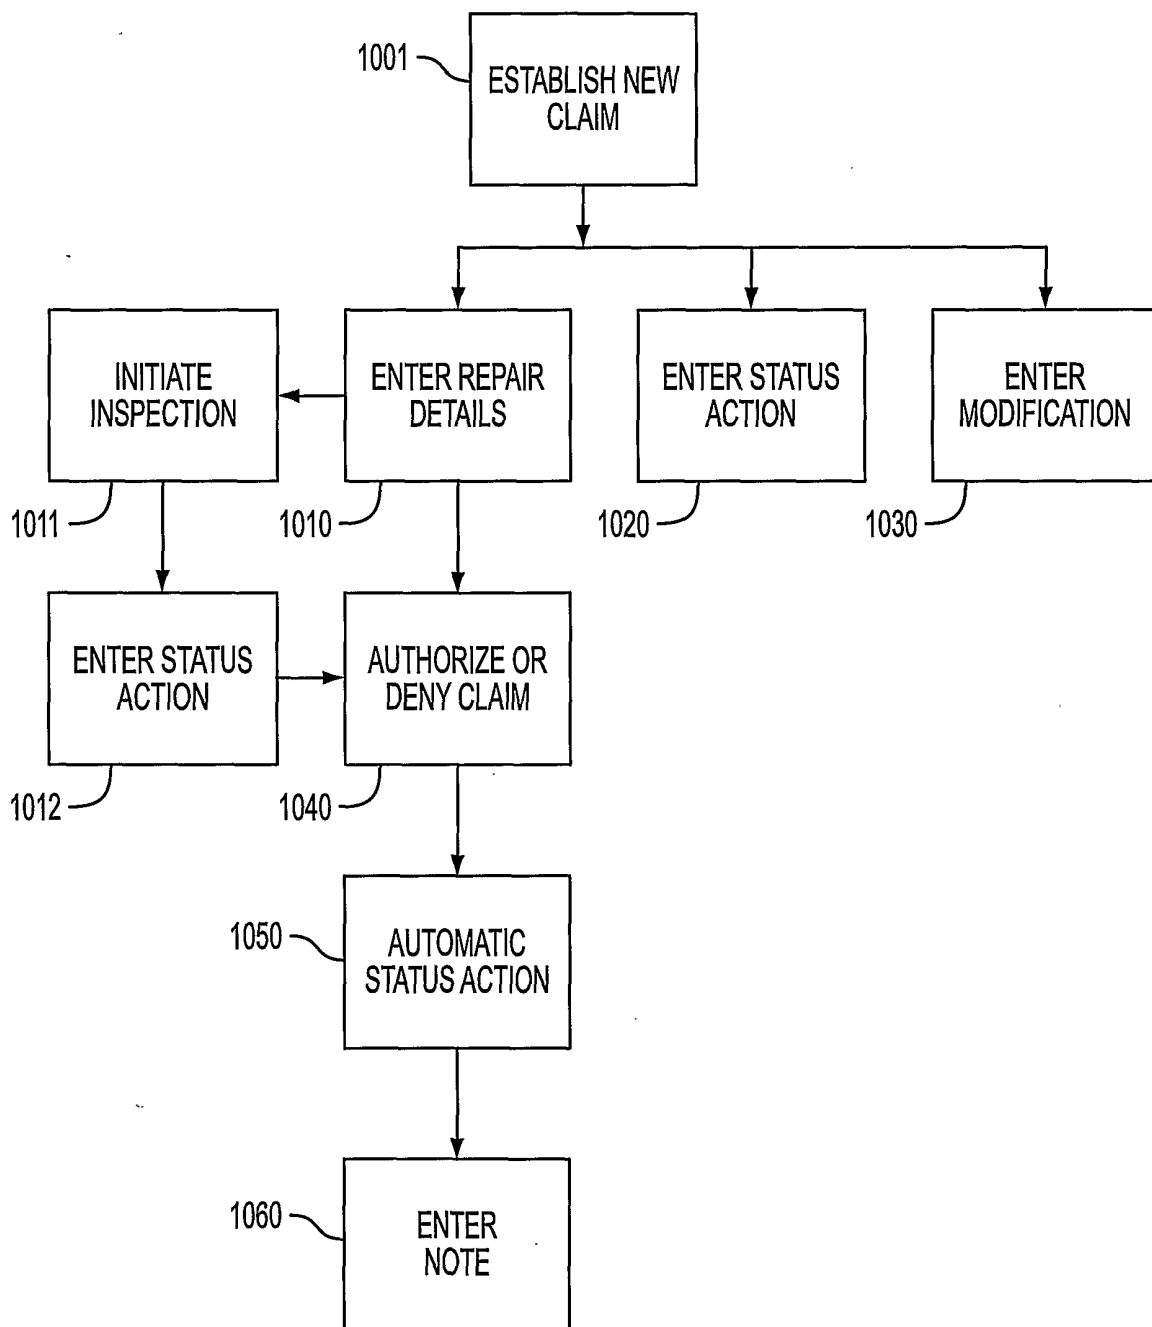 1001
ESTABLISH NEW
CLAIM
INITIATE
INSPECTION
ENTER REPAIR
DETAILS
ENTER STATUS
ACTION
ENTER
MODIFICATION
1011
1010
1020
1030
ENTER STATUS
ACTION
AUTHORIZE OR
DENY CLAIM
1012
1040
1050
AUTOMATIC
STATUS ACTION
1060
ENTER
NOTE